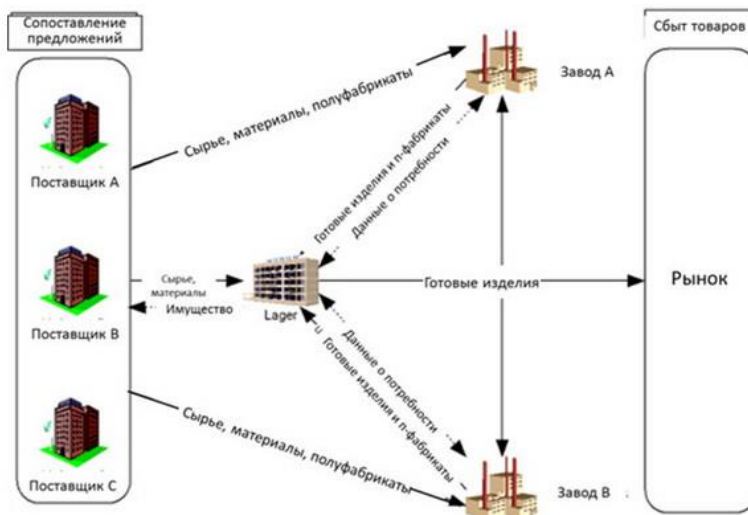 Сопоставление
предложений
Сбыт товаров
Завод А
Сырье, материалы, полуфабрикаты
Поставщик А
Готовые изделия и п-фабрикаты
Данные о потребности
Сырье,
материалы
Готовые изделия
Рынок
Имущество
Lager
Поставщик В
Данные о потребности
Готовые изделия и п-фабрикаты
Сырье, материалы, полуфабрикаты
Поставщик С
Завод В